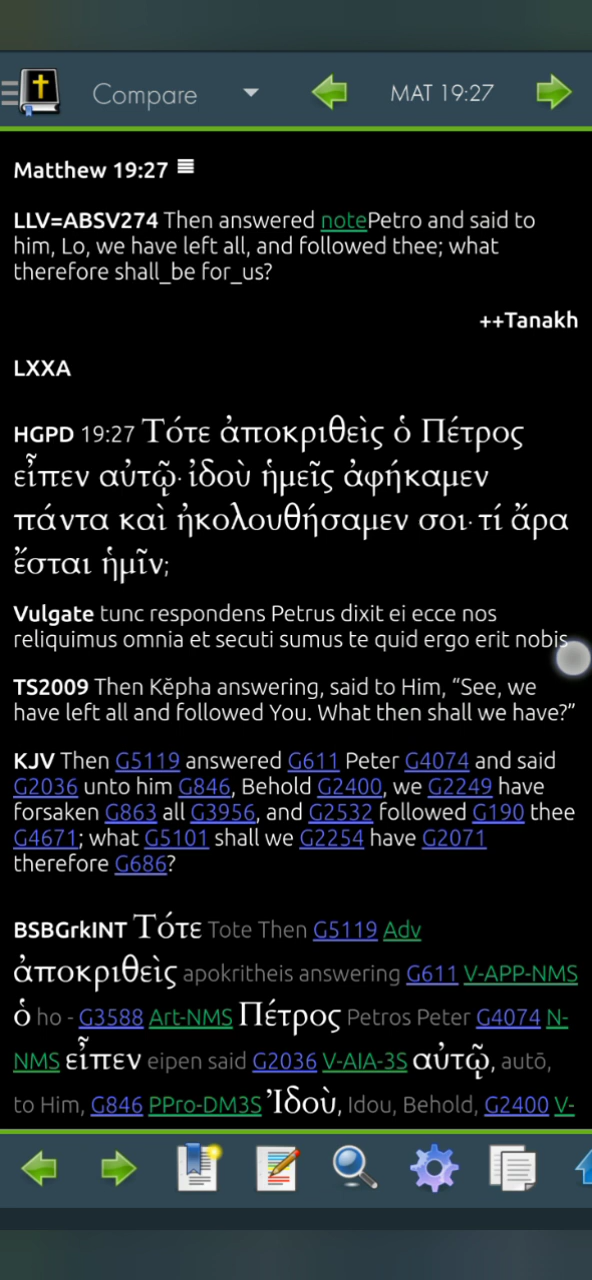 Compare
MAT 19:27
Matthew 19:27
LLV=ABSV274 Then answered notePetro and said to
him, Lo, we have left all, and followed thee; what
therefore shall_be for_us?
++Tanakh
LXXA
HGPD 19:27 Τότε ἀποκριθεὶς ὁ Πέτρος
εἶπεν αὐτῷ· ἰδοὺ ἡμεῖς ἀφήκαμεν
πάντα καὶ ἠκολουθήσαμεν σοι· τί ἄρα
ἔσται ἡμῖν;
Vulgate tunc respondens Petrus dixit ei ecce nos
reliquimus omnia et secuti sumus te quid ergo erit nobis
TS2009 Then Kĕpha answering, said to Him, “See, we
have left all and followed You. What then shall we have?”
KJV Then G5119 answered G611 Peter G4074 and said
G2036 unto him G846, Behold G2400, we G2249 have
forsaken G863 all G3956, and G2532 followed G190 thee
G4671; what G5101 shall we G2254 have G2071
therefore G686?
BSBGrkINT Τότε Tote Then G5119 Adv
ἀποκριθεὶς apokritheis answering G611 V-APP-NMS
ὁ ho - G3588 Art-NMS Πέτρος Petros Peter G4074 N-
NMS εἶπεν eipen said G2036 V-AIA-3S αὐτῷ, autō,
to Him, G846 PPro-DM3S Ἰδοὺ, Idou, Behold, G2400 V-